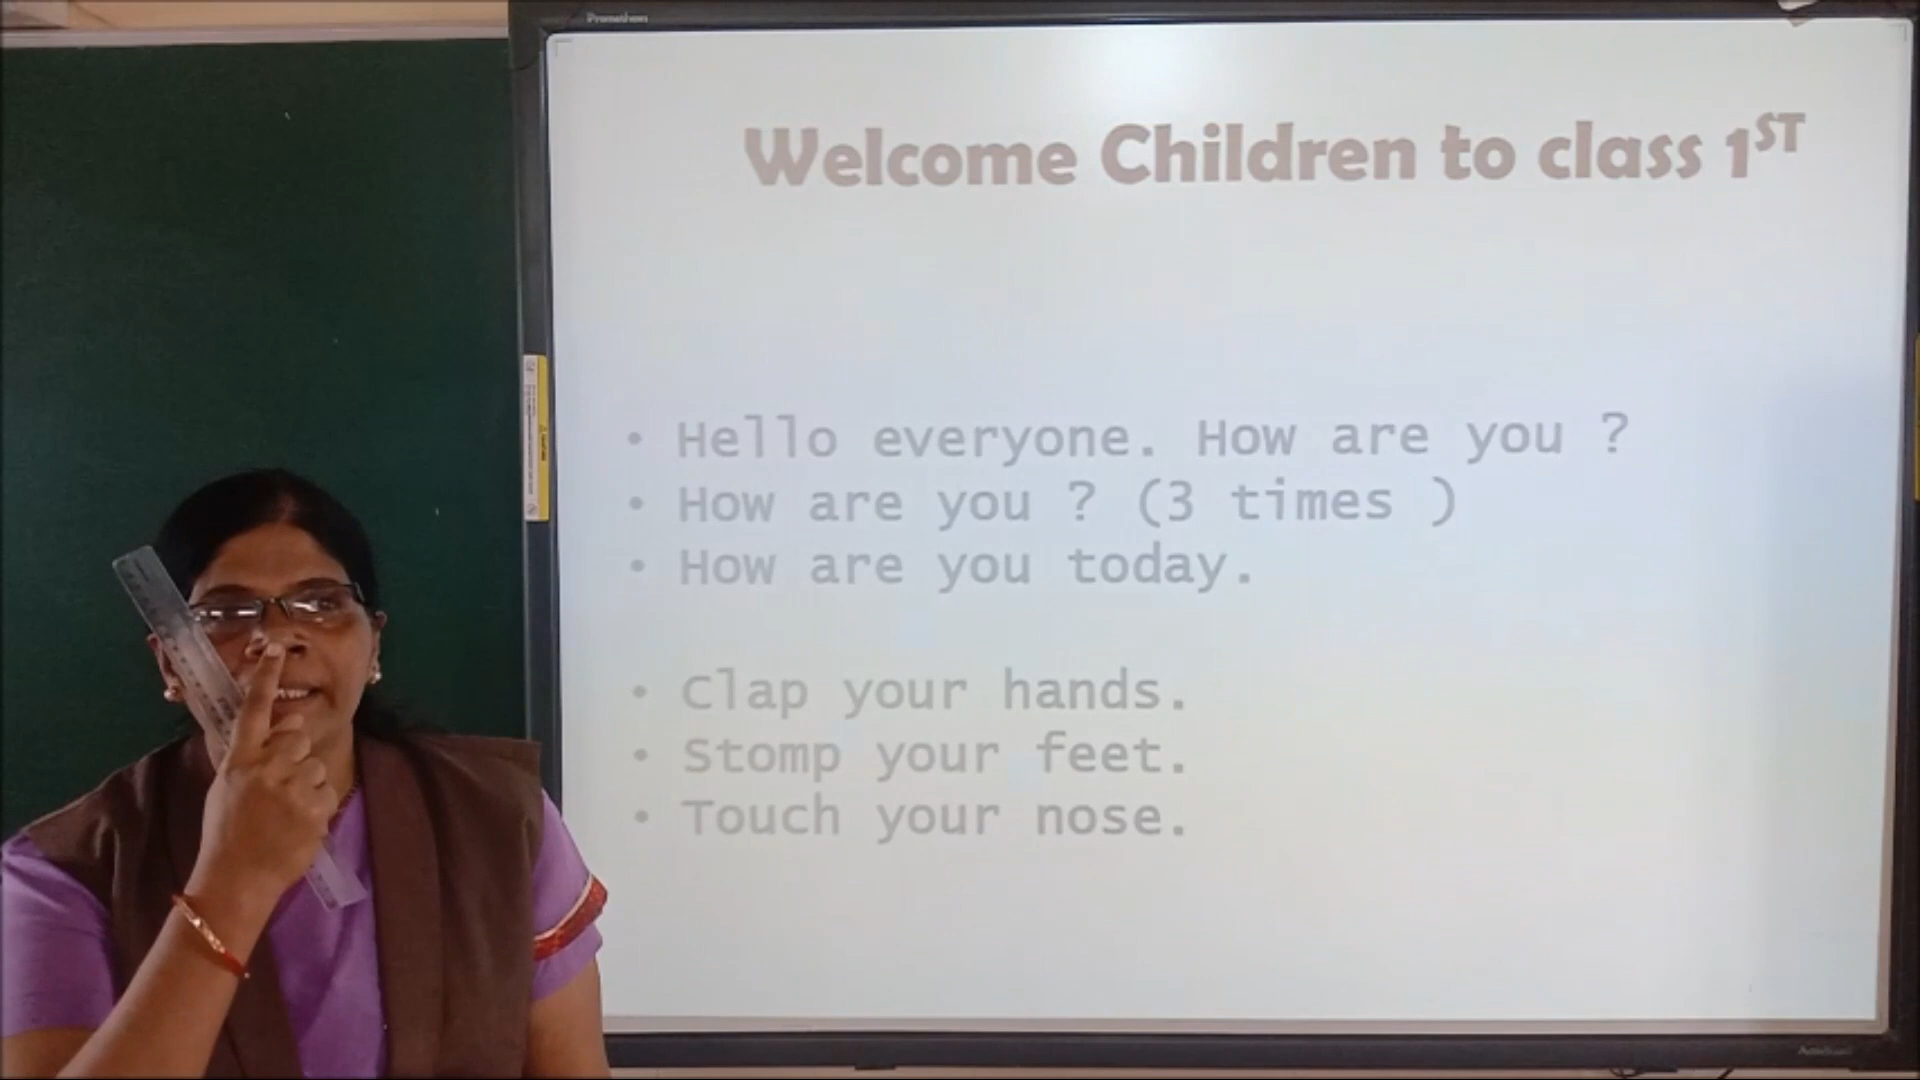 Promethean
Welcome Children to class 1ST
• Hello everyone. How are you ?
• How are you ? (3 times )
• How are you today.
• Clap your hands.
• Stomp your feet.
• Touch your nose.